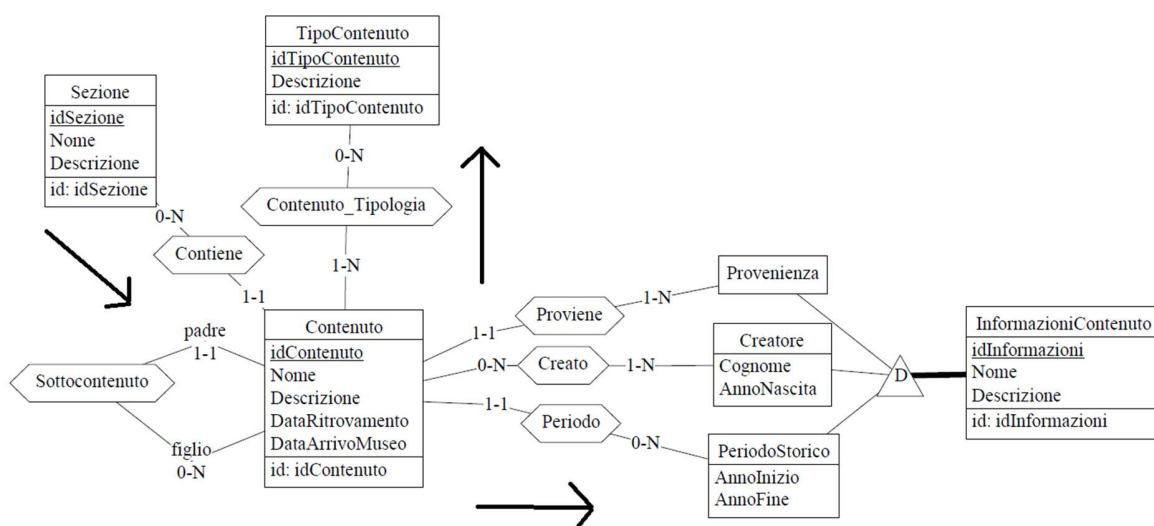 TipoContenuto
idTipoContenuto
Descrizione
id: idTipoContenuto
Sezione
idSezione
Nome
Descrizione
id: idSezione
0-N
Contenuto_Tipologia
1-N
0-N
Contiene
1-1
padre
1-1
Sottocontenuto
figlio
0-N
Contenuto
idContenuto
Nome
Descrizione
DataRitrovamento
DataArrivoMuseo
id: idContenuto
1-1
Proviene
1-N
Provenienza
0-N
Creato
1-N
Creatore
Cognome
AnnoNascita
1-1
Periodo
0-N
PeriodoStorico
AnnoInizio
AnnoFine
D
InformazioniContenuto
idInformazioni
Nome
Descrizione
id: idInformazioni